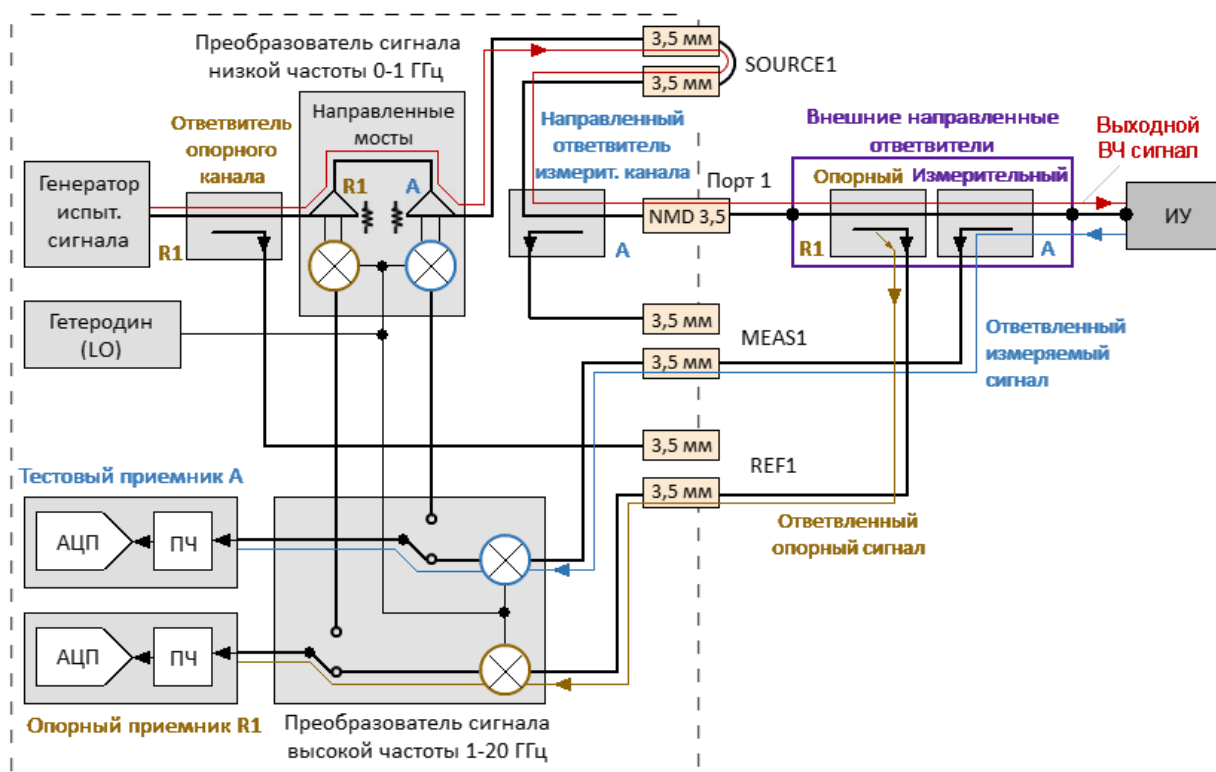 Преобразователь сигнала
низкой частоты 0-1 ГГц
3,5 мм
3,5 мм
SOURCE1
Направленные
мосты
Ответвитель
опорного
канала
Направленный
ответвитель
измерит. канала
Внешние направленные
ответвители
Выходной
ВЧ сигнал
Генератор
испыт.
сигнала
R1
R1
A
A
Порт 1
NMD 3,5
Опорный
Измерительный
R1
A
ИУ
Гетеродин
(LO)
3,5 мм
MEAS1
3,5 мм
Ответвленный
измеряемый
сигнал
3,5 мм
REF1
3,5 мм
Ответвленный
опорный сигнал
Тестовый приемник A
АЦП
ПЧ
АЦП
ПЧ
Опорный приемник R1
Преобразователь сигнала
высокой частоты 1-20 ГГц